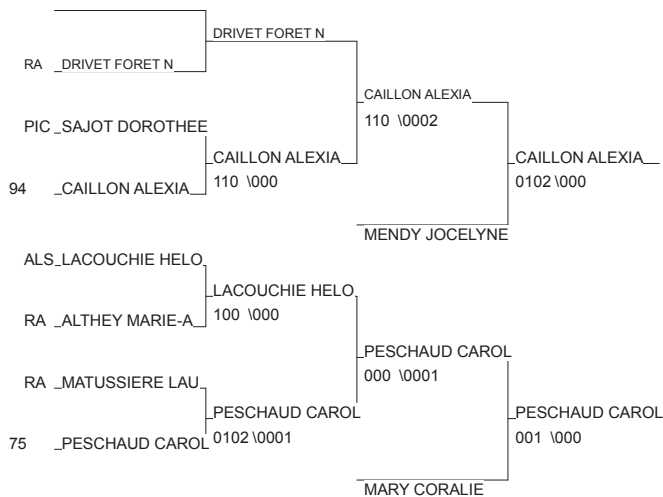 DRIVET FORET N
RA DRIVET FORET N
CAILLON ALEXIA
110 \0002
PIC SAJOT DOROTHEE
CAILLON ALEXIA
110 \000
CAILLON ALEXIA
0102 \000
94 CAILLON ALEXIA
MENDY JOCELYNE
ALS LACOUCHIE HELO
LACOUCHIE HELO
100 \000
RA ALTHEY MARIE-A
PESCHAUD CAROL
000 \0001
RA MATUSSIERE LAU
PESCHAUD CAROL
0102 \0001
PESCHAUD CAROL
001 \000
75 PESCHAUD CAROL
MARY CORALIE